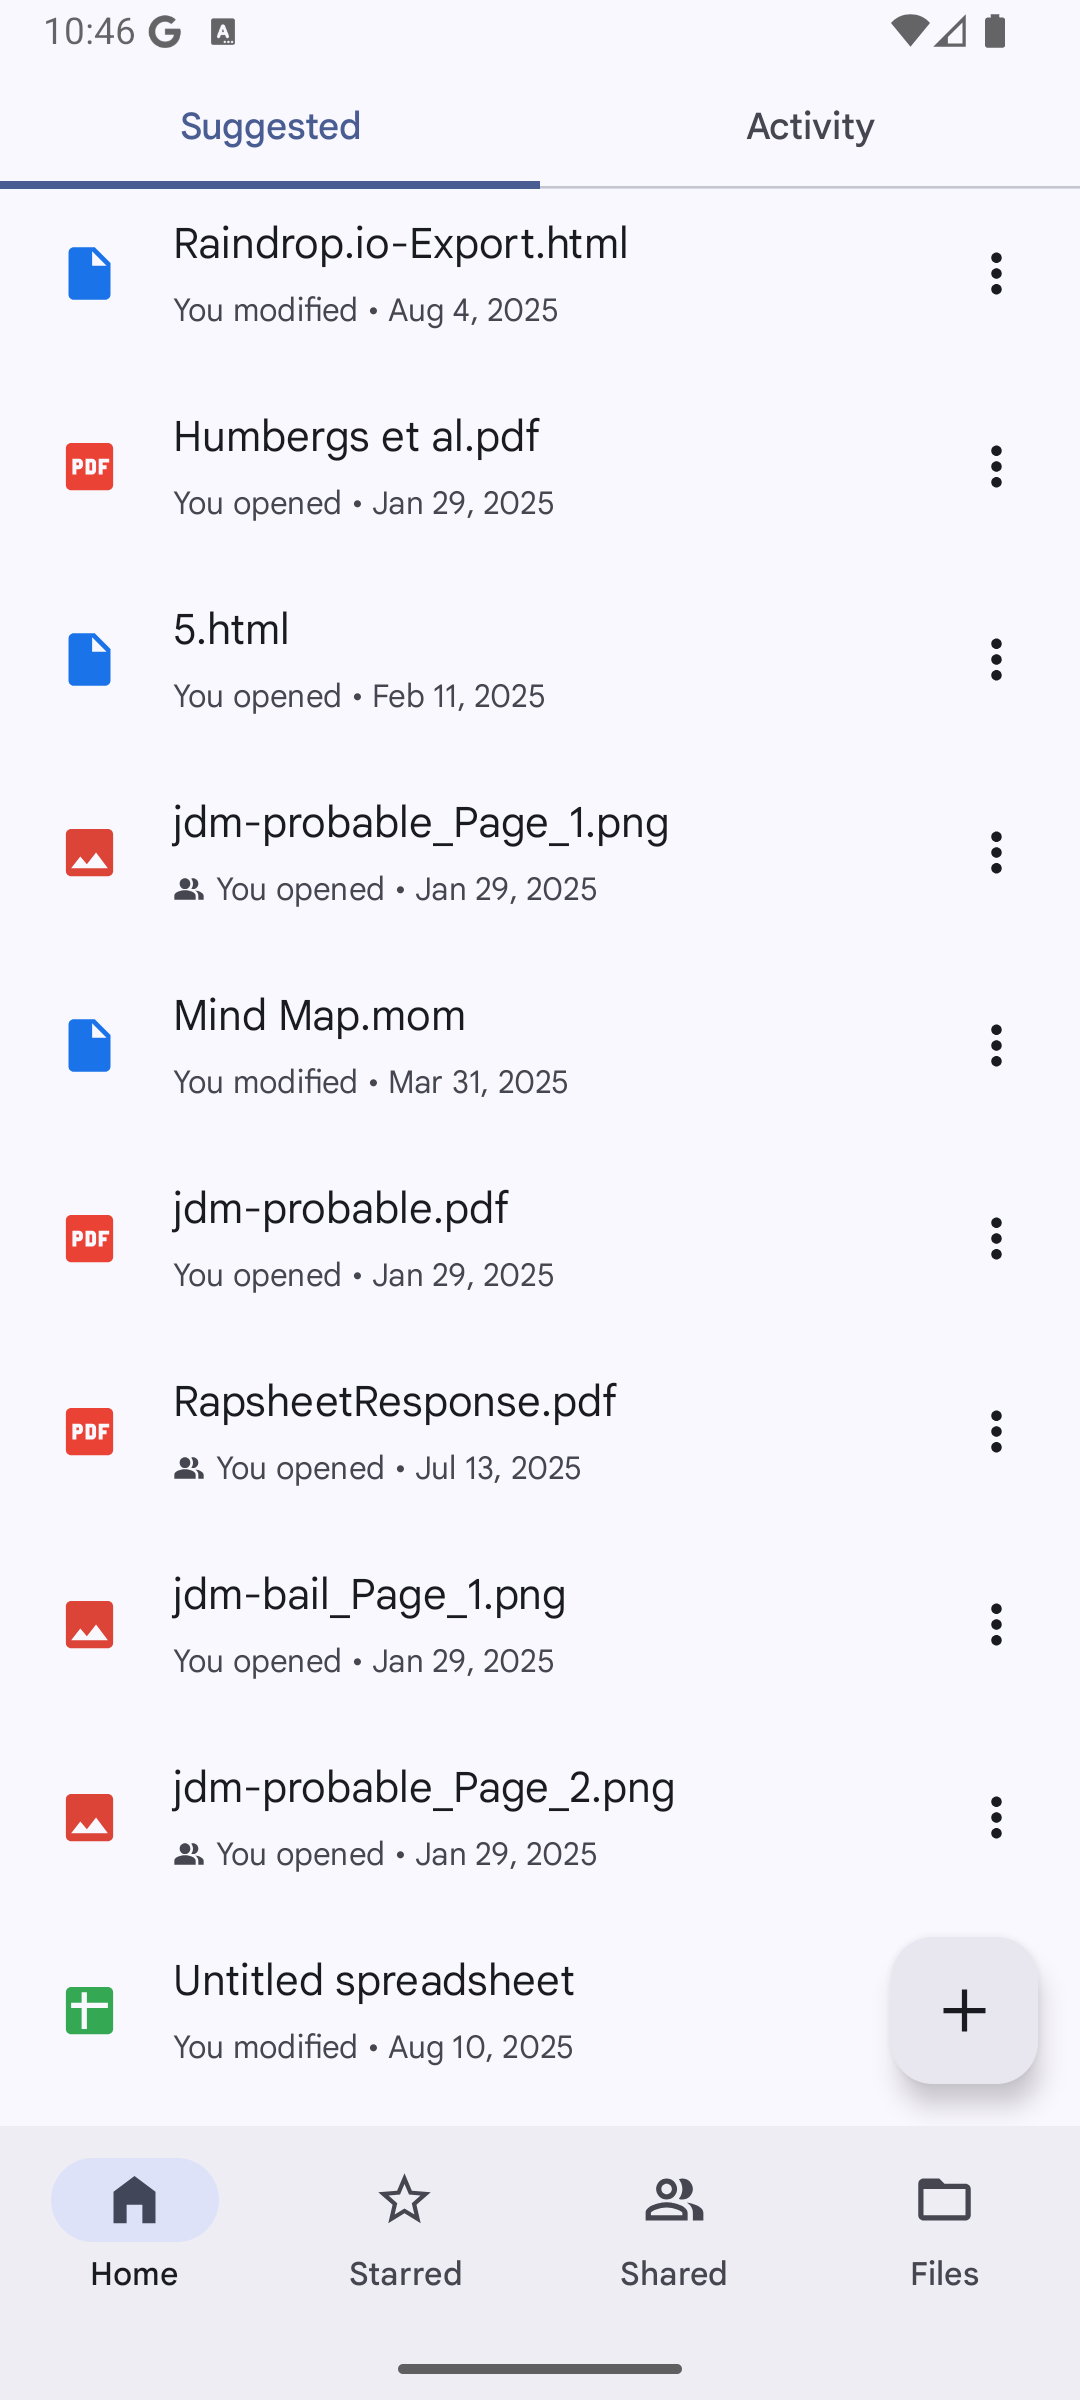 10:46
Suggested
Activity
Raindrop.io-Export.html
You modified • Aug 4, 2025
PDF
Humbergs et al.pdf
You opened • Jan 29, 2025
5.html
You opened • Feb 11, 2025
jdm-probable_Page_1.png
You opened • Jan 29, 2025
Mind Map.mom
You modified • Mar 31, 2025
PDF
jdm-probable.pdf
You opened • Jan 29, 2025
PDF
RapsheetResponse.pdf
You opened • Jul 13, 2025
jdm-bail_Page_1.png
You opened • Jan 29, 2025
jdm-probable_Page_2.png
You opened • Jan 29, 2025
Untitled spreadsheet
You modified • Aug 10, 2025
Home
Starred
Shared
Files